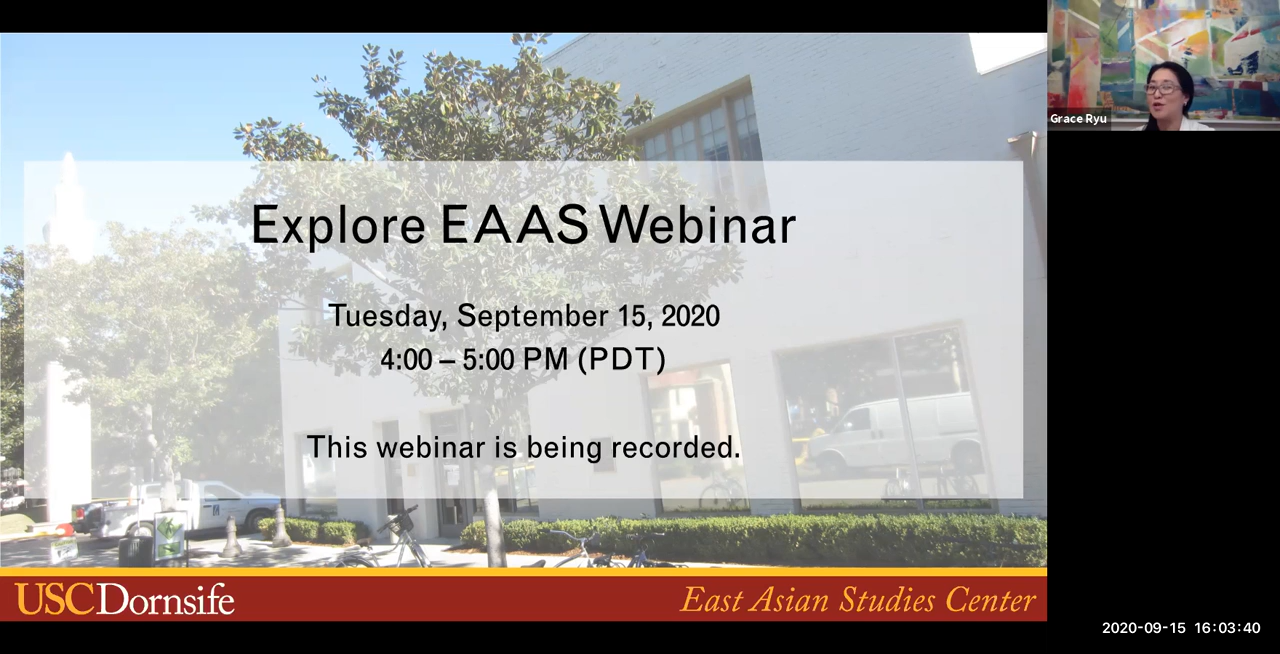 Grace Ryu
Explore EAAS Webinar
Tuesday, September 15, 2020
4:00 – 5:00 PM (PDT)
This webinar is being recorded.
USCDornsife
East Asian Studies Center
2020-09-15 16:03:40